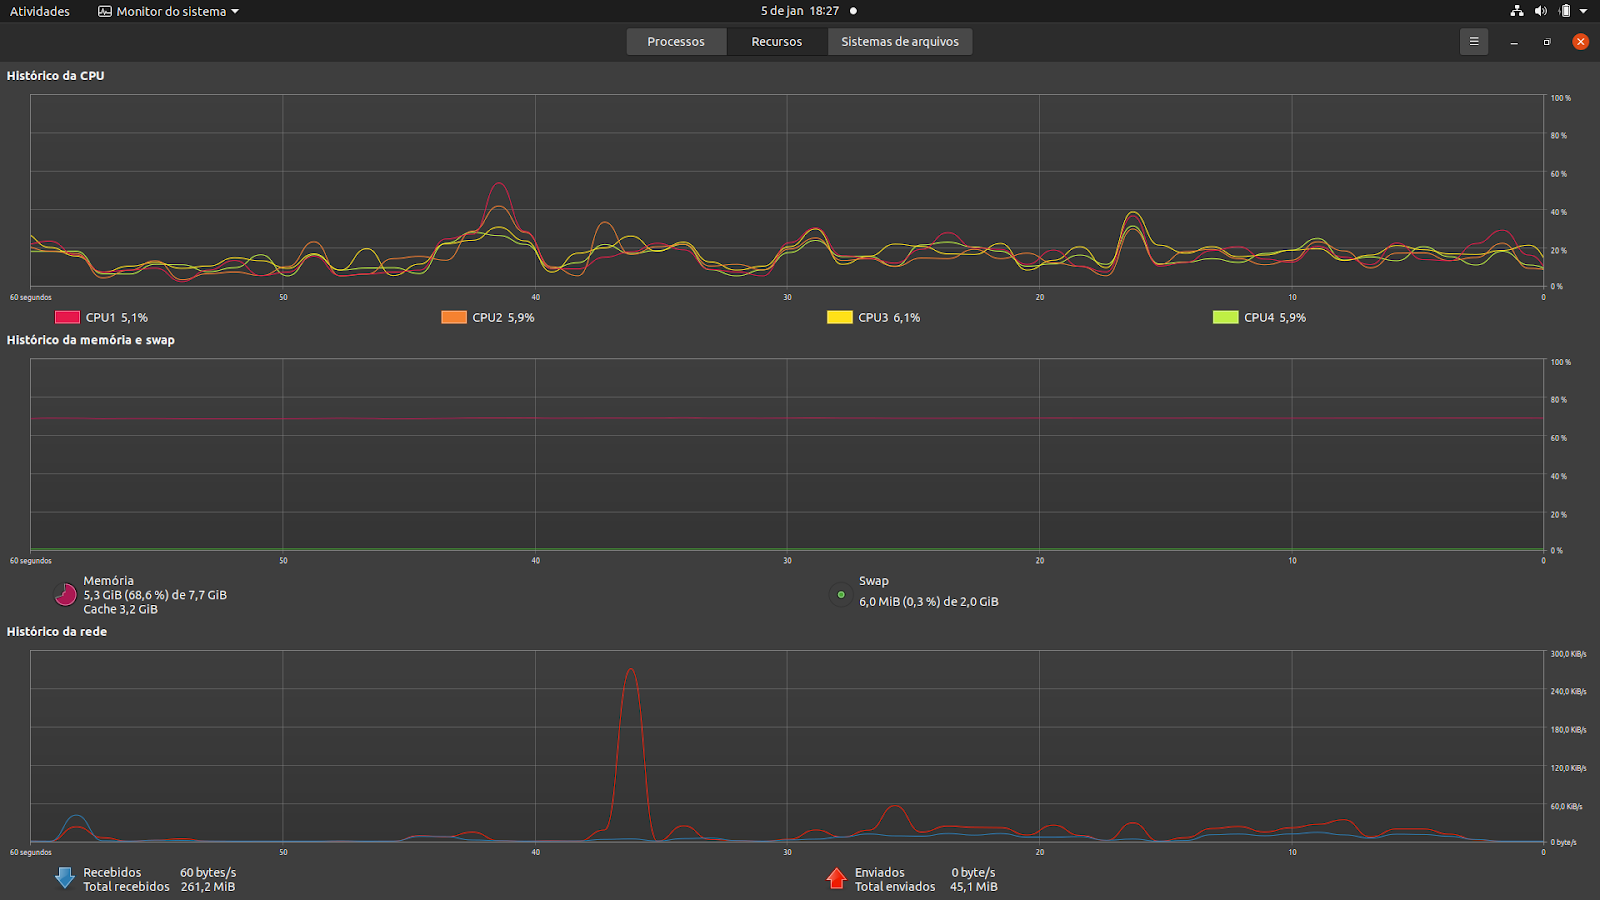 Atividades Monitor do sistema 5 de jan 18:27
Processos Recursos Sistemas de arquivos
Histórico da CPU
100 %
80 %
60 %
40 %
20 %
0 %
60 segundos 50 40 30 20 10 0
CPU1 5,1% CPU2 5,9% CPU3 6,1% CPU4 5,9%
Histórico da memória e swap
100 %
80 %
60 %
40 %
20 %
0 %
60 segundos 50 40 30 20 10 0
Memória
5,3 GiB (68,6 %) de 7,7 GiB
Cache 3,2 GiB
Swap
6,0 MiB (0,3 %) de 2,0 GiB
Histórico da rede
300,0 KiB/s
240,0 KiB/s
180,0 KiB/s
120,0 KiB/s
60,0 KiB/s
0 byte/s
60 segundos 50 40 30 20 10 0
Recebidos 60 bytes/s
Total recebidos 261,2 MiB
Enviados 0 byte/s
Total enviados 45,1 MiB